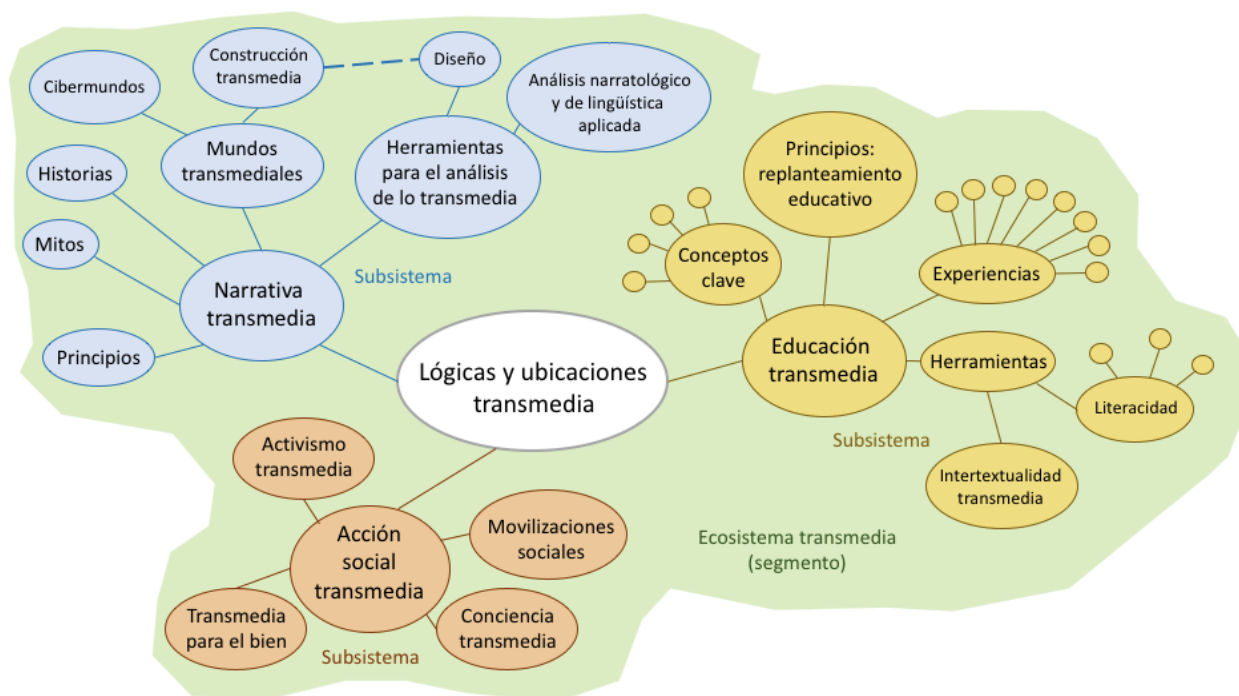 Construcción
transmedia
Diseño
Cibermundos
Análisis narratológico
y de lingüística
aplicada
Mundos
transmediales
Herramientas
para el análisis
de lo transmedia
Historias
Mitos
Narrativa
transmedia
Subsistema
Principios
Principios:
replanteamiento
educativo
Conceptos
clave
Experiencias
Lógicas y ubicaciones
transmedia
Educación
transmedia
Herramientas
Literacidad
Subsistema
Intertextualidad
transmedia
Activismo
transmedia
Acción
social
transmedia
Movilizaciones
sociales
Transmedia
para el bien
Conciencia
transmedia
Subsistema
Ecosistema transmedia
(segmento)